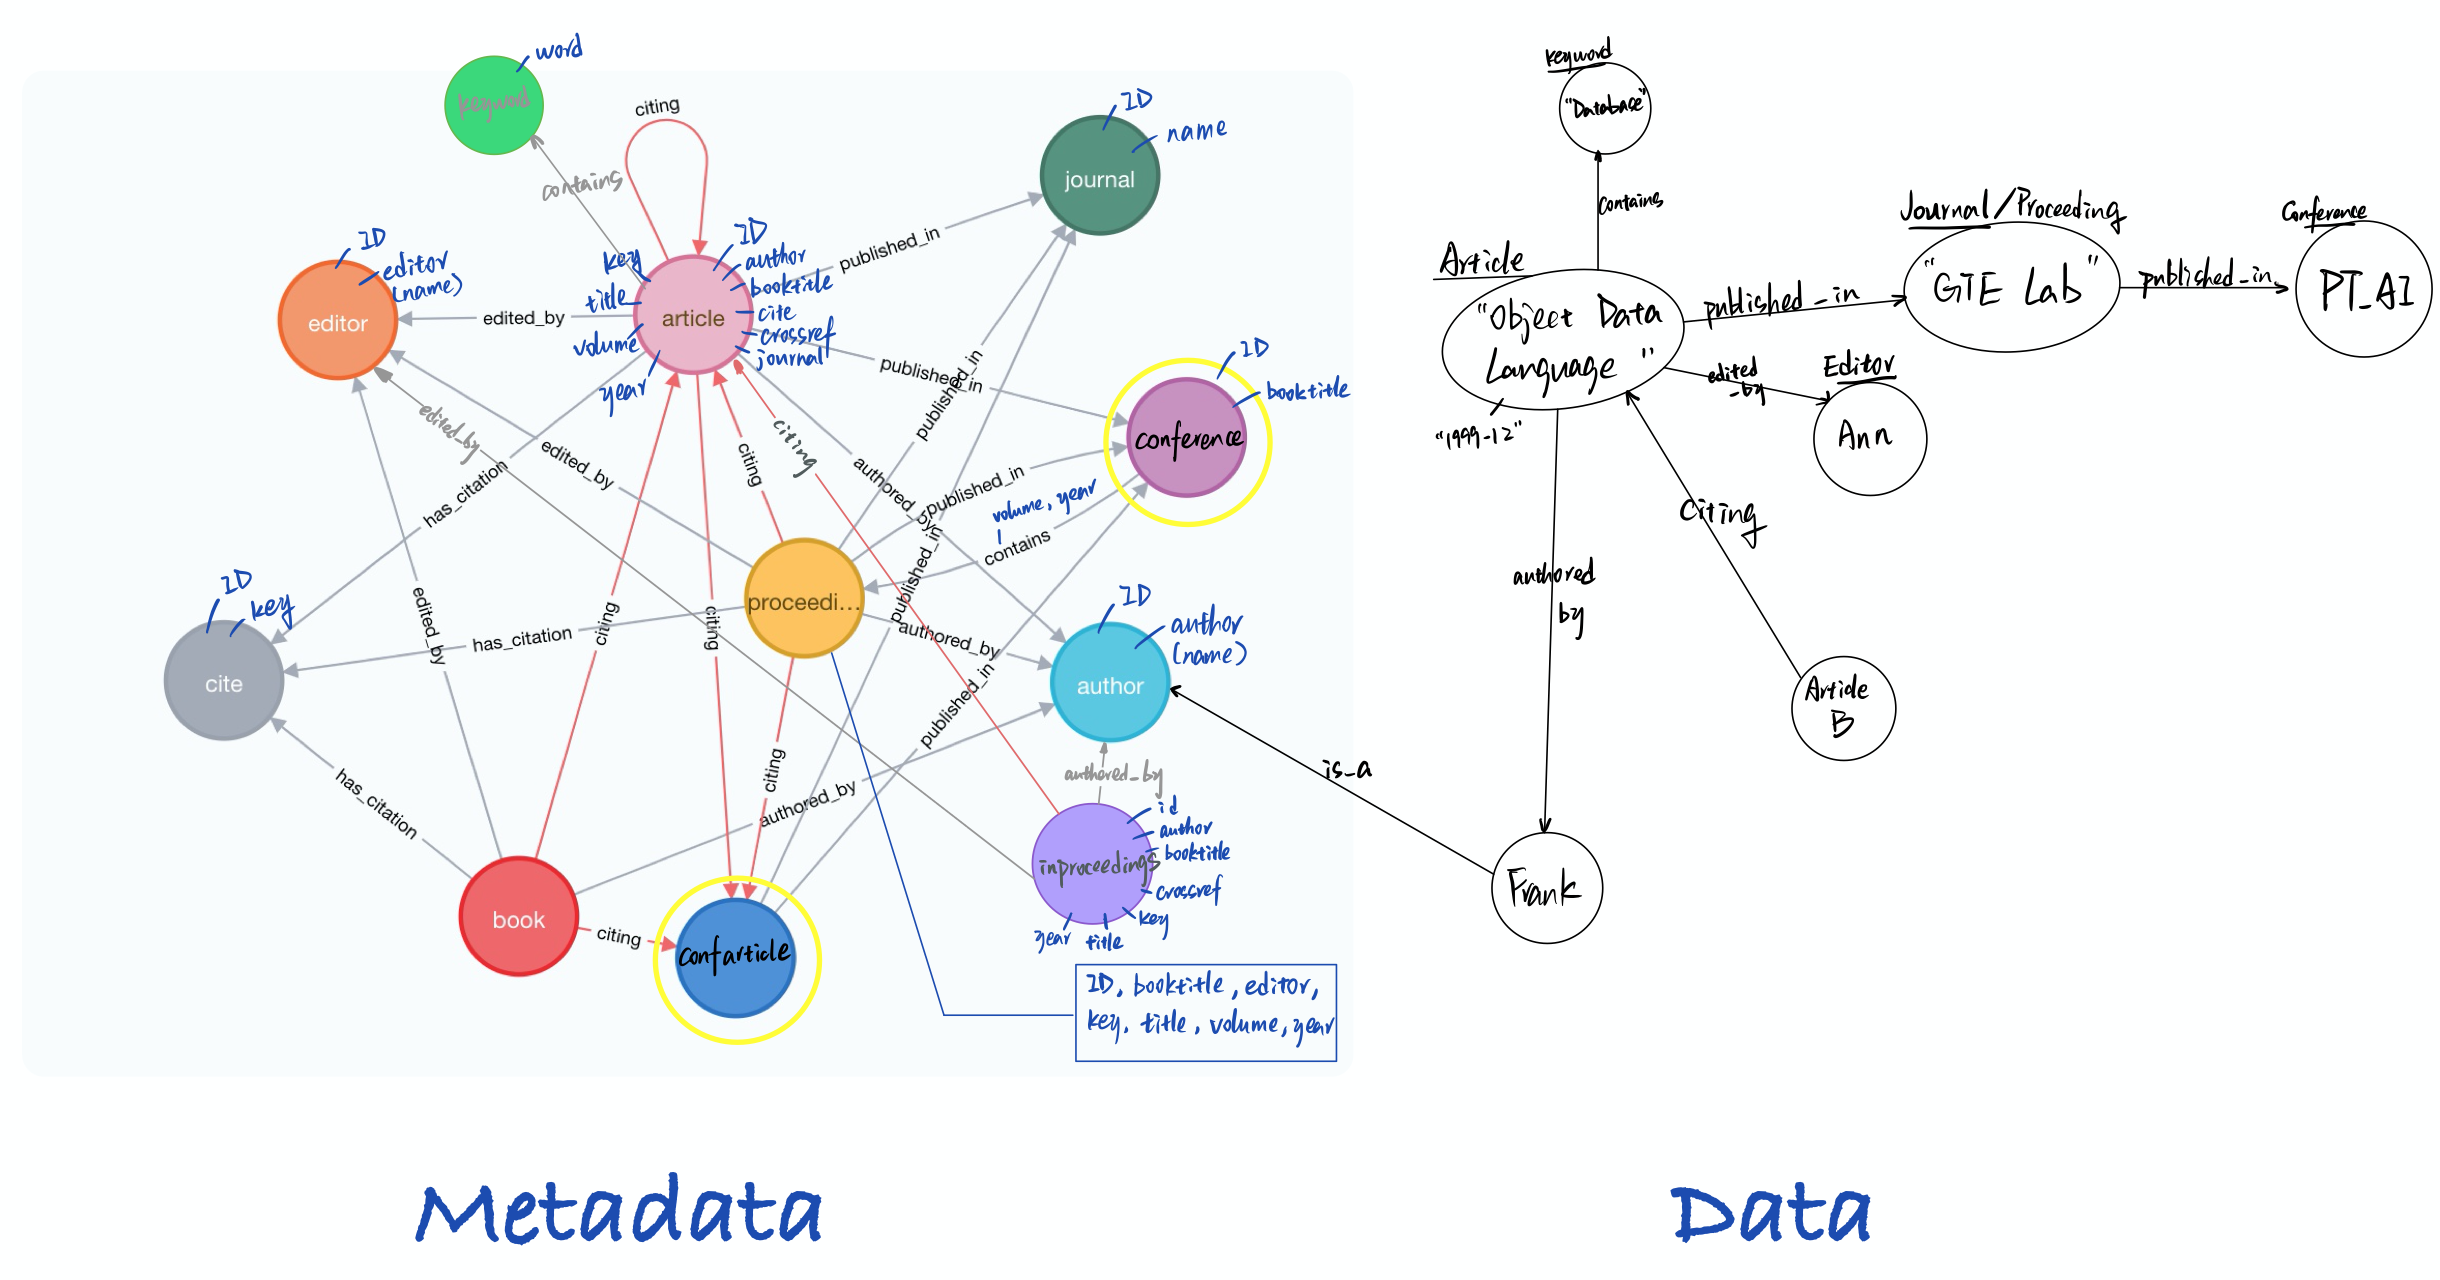 word
keyword
citing
contains
ID
name
journal
ID
editor
(name)
editor
edited_by
key
title
volume
year
ID
author
booktitle
cite
crossref
journal
article
published_in
published_in
published_in
ID
booktitle
conference
edited_by
edited_by
has_citation
citing
citing
authored_by
published_in
volume, year
contains
published_in
ID
key
cite
edited_by
has_citation
citing
citing
proceedi...
authored_by
published_in
ID
author
(name)
author
has_citation
citing
authored_by
authored_by
book
citing
confarticle
id
author
booktitle
crossref
key
title
year
inproceedings
ID, booktitle, editor,
key, title, volume, year
Metadata
keyword
"Database"
contains
Article
"Object Data
Language"
"1999-12"
published_in
Journal/Proceeding
"GTE Lab"
published_in
Conference
PT_AI
edited
_by
Editor
Ann
Citing
authored
by
Article
B
is_a
Frank
Data